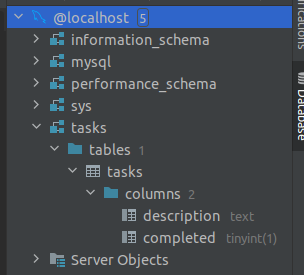 @localhost 5
information_schema
mysql
performance_schema
sys
tasks
tables 1
tasks
columns 2
description text
completed tinyint(1)
Server Objects
Database